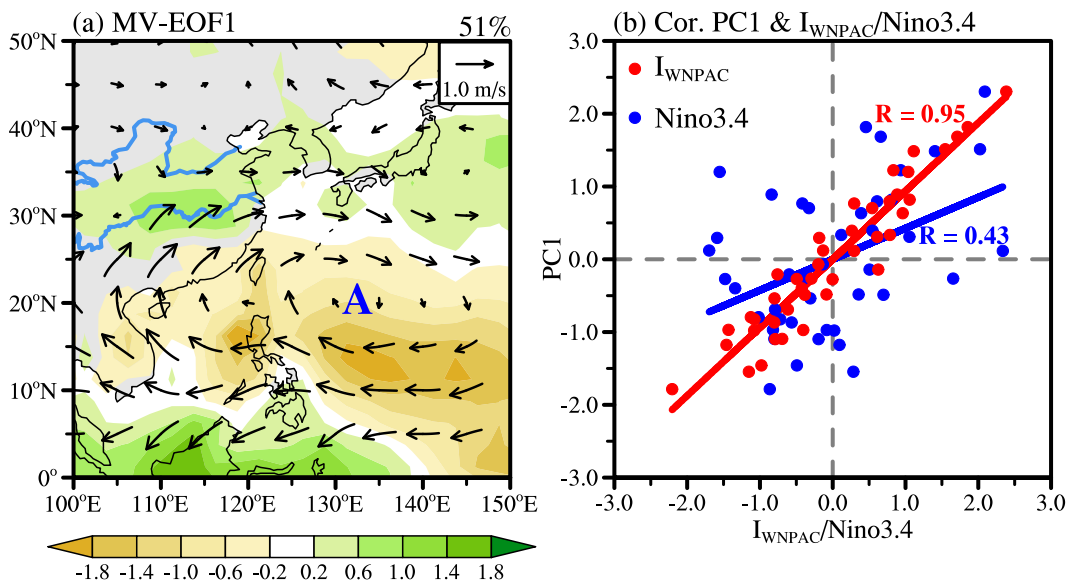 (a) MV-EOF1
51%
50°N
40°N
30°N
20°N
10°N
0°
1.0 m/s
A
100°E
110°E
120°E
130°E
140°E
150°E
-1.8 -1.4 -1.0 -0.6 -0.2 0.2 0.6 1.0 1.4 1.8
(b) Cor. PC1 & I_WNPAC/Nino3.4
3.0
2.0
1.0
0.0
-1.0
-2.0
-3.0
PC1
I_WNPAC
Nino3.4
R = 0.95
R = 0.43
-3.0 -2.0 -1.0 0.0 1.0 2.0 3.0
I_WNPAC/Nino3.4